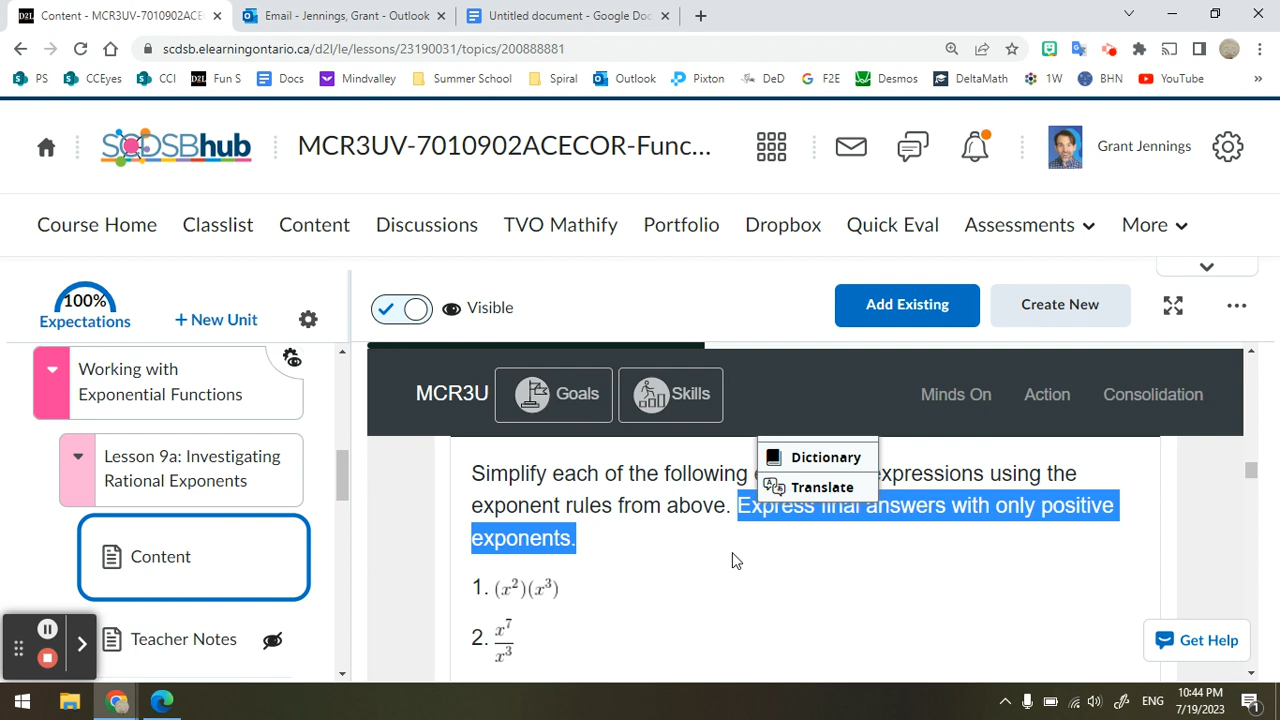 Content - MCR3UV-7010902ACECO
Email - Jennings, Grant - Outlook
Untitled document - Google Doc
scdsb.elearningontario.ca/d2l/le/lessons/23190031/topics/200888881
PS
CCEyes
CCI
D2L
Fun S
Docs
Mindvalley
Summer School
Spiral
Outlook
Pixton
DeD
F2E
Desmos
DeltaMath
1W
BHN
YouTube
»
SCDSBhub
MCR3UV-7010902ACECOR-Func...
Grant Jennings
Course Home
Classlist
Content
Discussions
TVO Mathify
Portfolio
Dropbox
Quick Eval
Assessments
More
100%
Expectations
+ New Unit
Visible
Add Existing
Create New
Working with
Exponential Functions
Lesson 9a: Investigating
Rational Exponents
Content
Teacher Notes
MCR3U
Goals
Skills
Minds On
Action
Consolidation
Dictionary
Translate
Simplify each of the following expressions using the
exponent rules from above. Express final answers with only positive
exponents.
1. (x²)(x³)
2. x⁷/x³
Get Help
ENG
10:44 PM
7/19/2023
1